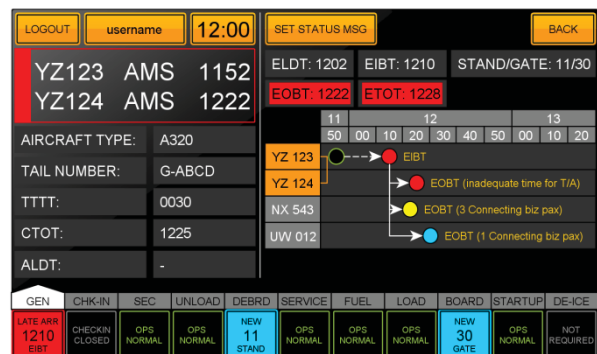 LOGOUT username 12:00 SET STATUS MSG BACK
YZ123 AMS 1152
YZ124 AMS 1222
ELDT: 1202 EIBT: 1210 STAND/GATE: 11/30
EOBT: 1222 ETOT: 1228
AIRCRAFT TYPE: A320
TAIL NUMBER: G-ABCD
TTTT: 0030
CTOT: 1225
ALDT: -
11 12 13
50 00 10 20 30 40 50 00 10 20
YZ 123 EIBT
YZ 124 EOBT (inadequate time for T/A)
NX 543 EOBT (3 Connecting biz pax)
UW 012 EOBT (1 Connecting biz pax)
GEN CHK-IN SEC UNLOAD DEBRD SERVICE FUEL LOAD BOARD STARTUP DE-ICE
LATE ARR
1210
EIBT
CHECKIN
CLOSED
OPS
NORMAL
OPS
NORMAL
NEW
11
STAND
OPS
NORMAL
OPS
NORMAL
OPS
NORMAL
NEW
30
GATE
OPS
NORMAL
NOT
REQUIRED